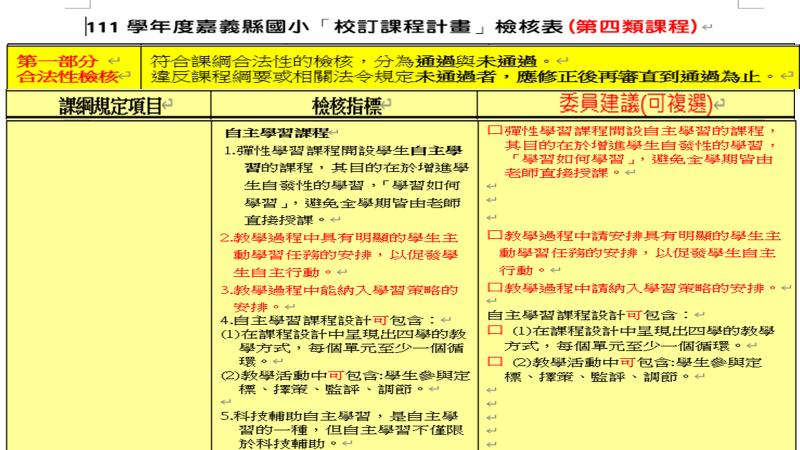 111 學年度嘉義縣國小「校訂課程計畫」檢核表(第四類課程)
第一部分
合法性檢核
符合課綱合法性的檢核，分為通過與未通過。
違反課程綱要或相關法令規定未通過者，應修正後再審直到通過為止。
課綱規定項目
檢核指標
委員建議(可複選)
自主學習課程
1.彈性學習課程開設學生自主學
習的課程，其目的在於增進學
生自發性的學習，「學習如何
學習」，避免全學期皆由老師
直接授課。
2.教學過程中具有明顯的學生主
動學習任務的安排，以促發學
生自主行動。
3.教學過程中能納入學習策略的
安排。
4.自主學習課程設計可包含：
(1)在課程設計中呈現出四學的教
學方式，每個單元至少一個循
環。
(2)教學活動中可包含:學生參與定
標、擇策、監評、調節。
5.科技輔助自主學習，是自主學
習的一種，但自主學習不僅限
於科技輔助。
□彈性學習課程開設自主學習的課程，
其目的在於增進學生自發性的學習，
「學習如何學習」，避免全學期皆由
老師直接授課。
□教學過程中請安排具有明顯的學生主
動學習任務的安排，以促發學生自主
行動。
□教學過程中請納入學習策略的安排。
自主學習課程設計可包含：
□ (1)在課程設計中呈現出四學的教學
方式，每個單元至少一個循環。
□ (2)教學活動中可包含:學生參與定
標、擇策、監評、調節。